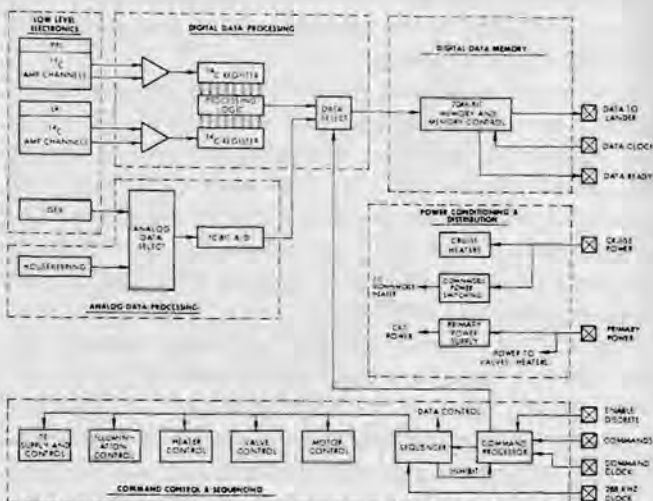 LOW LEVEL
ELECTRONICS
14C
AMP CHANNELS
LR
14C
AMP CHANNELS
GEX
HOUSEKEEPING
DIGITAL DATA PROCESSING
14C REGISTER
PROCESSING
LOGIC
14C REGISTER
DATA
SELECT
ANALOG
DATA
SELECT
A/D
ANALOG DATA PROCESSING
DIGITAL DATA MEMORY
MEMORY AND
MEMORY CONTROL
DATA TO
LANDER
DATA CLOCK
DATA READY
POWER CONDITIONING &
DISTRIBUTION
CRUISE
HEATERS
CRUISE
POWER
TO
HEATER
POWER
SWITCHING
POWER
PRIMARY
POWER
SUPPLY
PRIMARY
POWER
POWER TO
VALVES, HEATERS
DATA CONTROL
ENABLE
DISCRETE
SUPPLY AND
CONTROL
ILLUMIN-
ATION
CONTROL
HEATER
CONTROL
VALVE
CONTROL
MOTOR
CONTROL
SEQUENCER
COMMAND
PROCESSOR
COMMANDS
COMMAND
CLOCK
INHIBIT
KHZ
CLOCK
COMMAND CONTROL & SEQUENCING